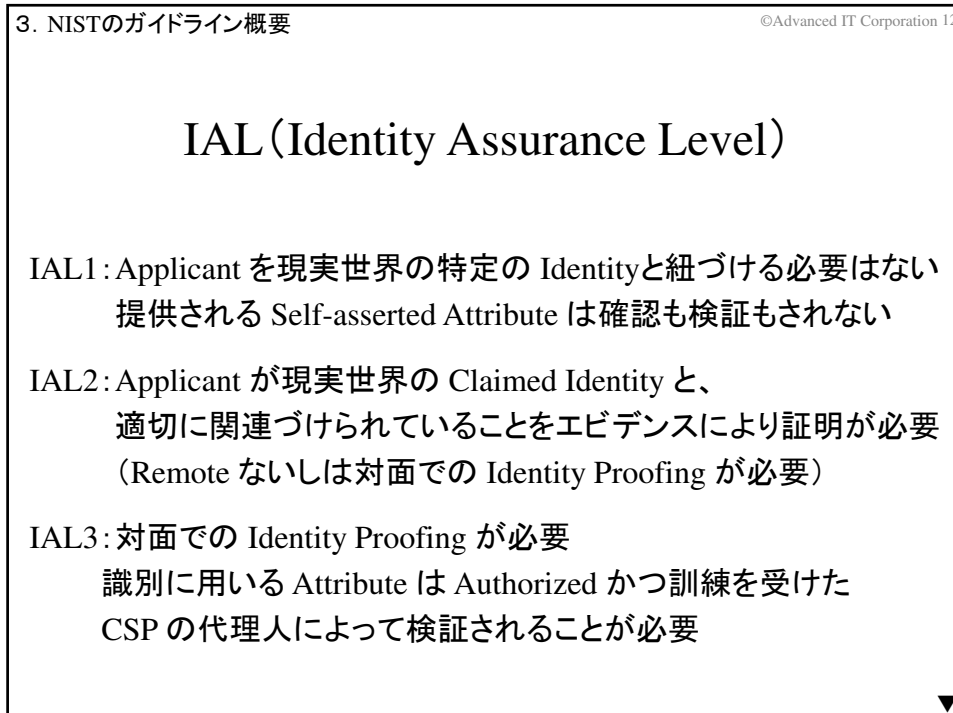 3．NISTのガイドライン概要
©Advanced IT Corporation 12
IAL（Identity Assurance Level）
IAL1：Applicant を現実世界の特定の Identityと紐づける必要はない
提供される Self-asserted Attribute は確認も検証もされない
IAL2：Applicant が現実世界の Claimed Identity と、
適切に関連づけられていることをエビデンスにより証明が必要
（Remote ないしは対面での Identity Proofing が必要）
IAL3：対面での Identity Proofing が必要
識別に用いる Attribute は Authorized かつ訓練を受けた
CSP の代理人によって検証されることが必要
▼